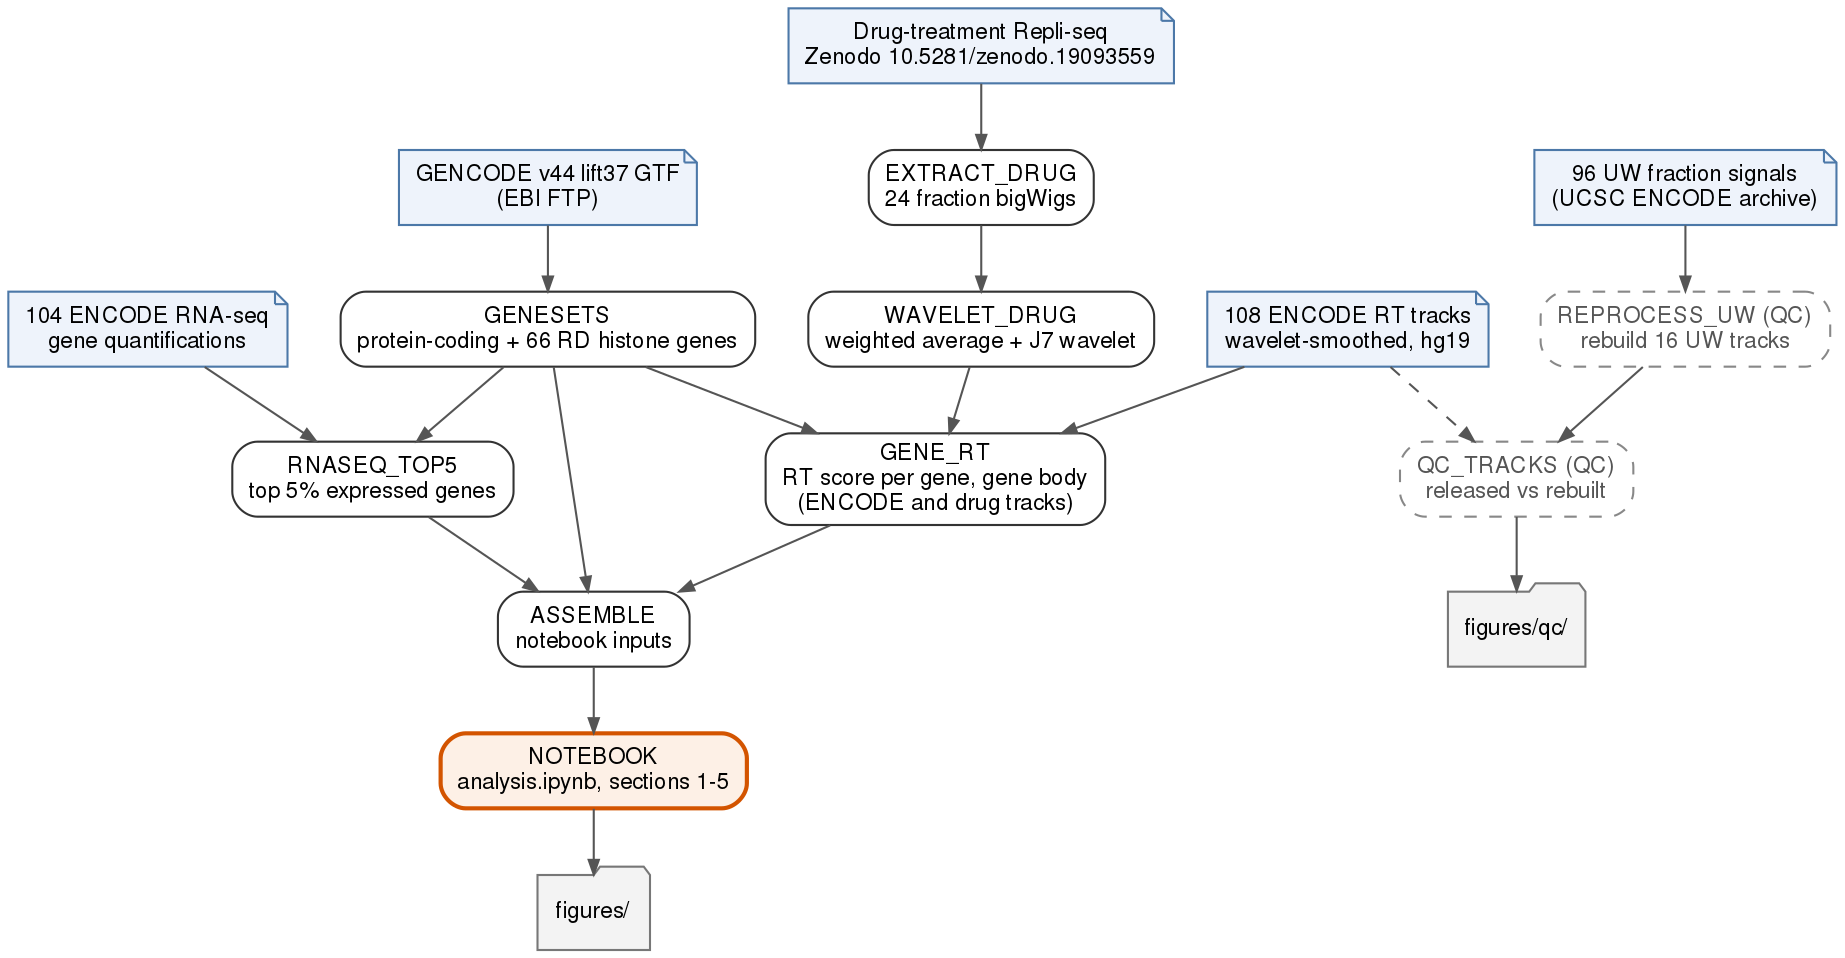 Drug-treatment Repli-seq
Zenodo 10.5281/zenodo.19093559
GENCODE v44 lift37 GTF
(EBI FTP)
EXTRACT_DRUG
24 fraction bigWigs
96 UW fraction signals
(UCSC ENCODE archive)
104 ENCODE RNA-seq
gene quantifications
GENESETS
protein-coding + 66 RD histone genes
WAVELET_DRUG
weighted average + J7 wavelet
108 ENCODE RT tracks
wavelet-smoothed, hg19
REPROCESS_UW (QC)
rebuild 16 UW tracks
RNASEQ_TOP5
top 5% expressed genes
GENE_RT
RT score per gene, gene body
(ENCODE and drug tracks)
QC_TRACKS (QC)
released vs rebuilt
ASSEMBLE
notebook inputs
figures/qc/
NOTEBOOK
analysis.ipynb, sections 1-5
figures/